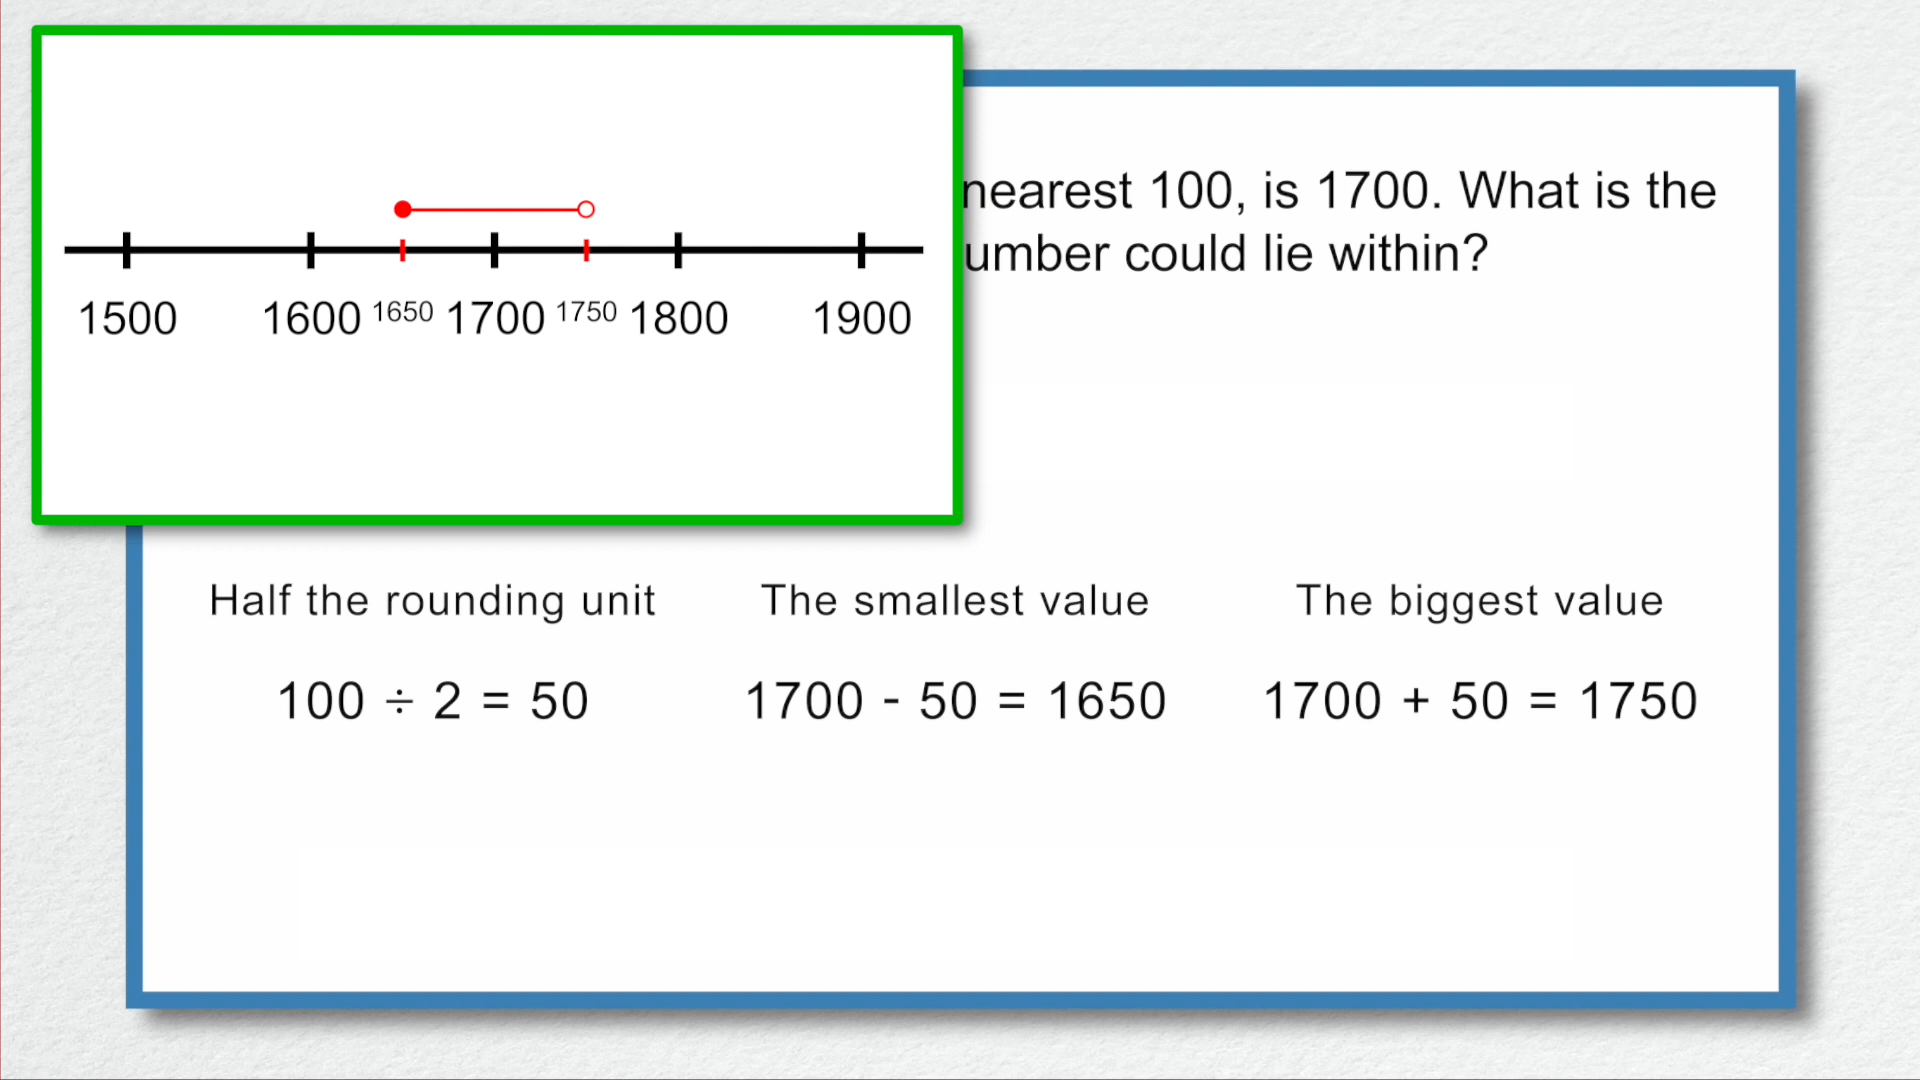 nearest 100, is 1700. What is the
could lie within?
1500 1600 1650 1700 1750 1800 1900
Half the rounding unit The smallest value The biggest value
100 ÷ 2 = 50 1700 - 50 = 1650 1700 + 50 = 1750